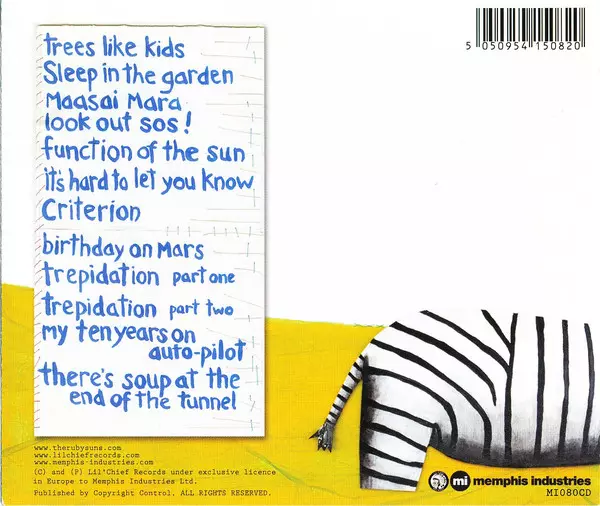 5 050954 150820
trees like kids
Sleep in the garden
Maasai Mara
look out sos!
function of the sun
it's hard to let you know
Criterion
birthday on Mars
trepidation part one
trepidation part two
my ten years on
auto-pilot
there's soup at the
end of the tunnel
www.therubysuns.com
www.lilchiefrecords.com
www.memphis-industries.com
(C) and (P) Lil'Chief Records under exclusive licence
in Europe to Memphis Industries Ltd.
Published by Copyright Control. ALL RIGHTS RESERVED.
mi memphis industries
MI080CD